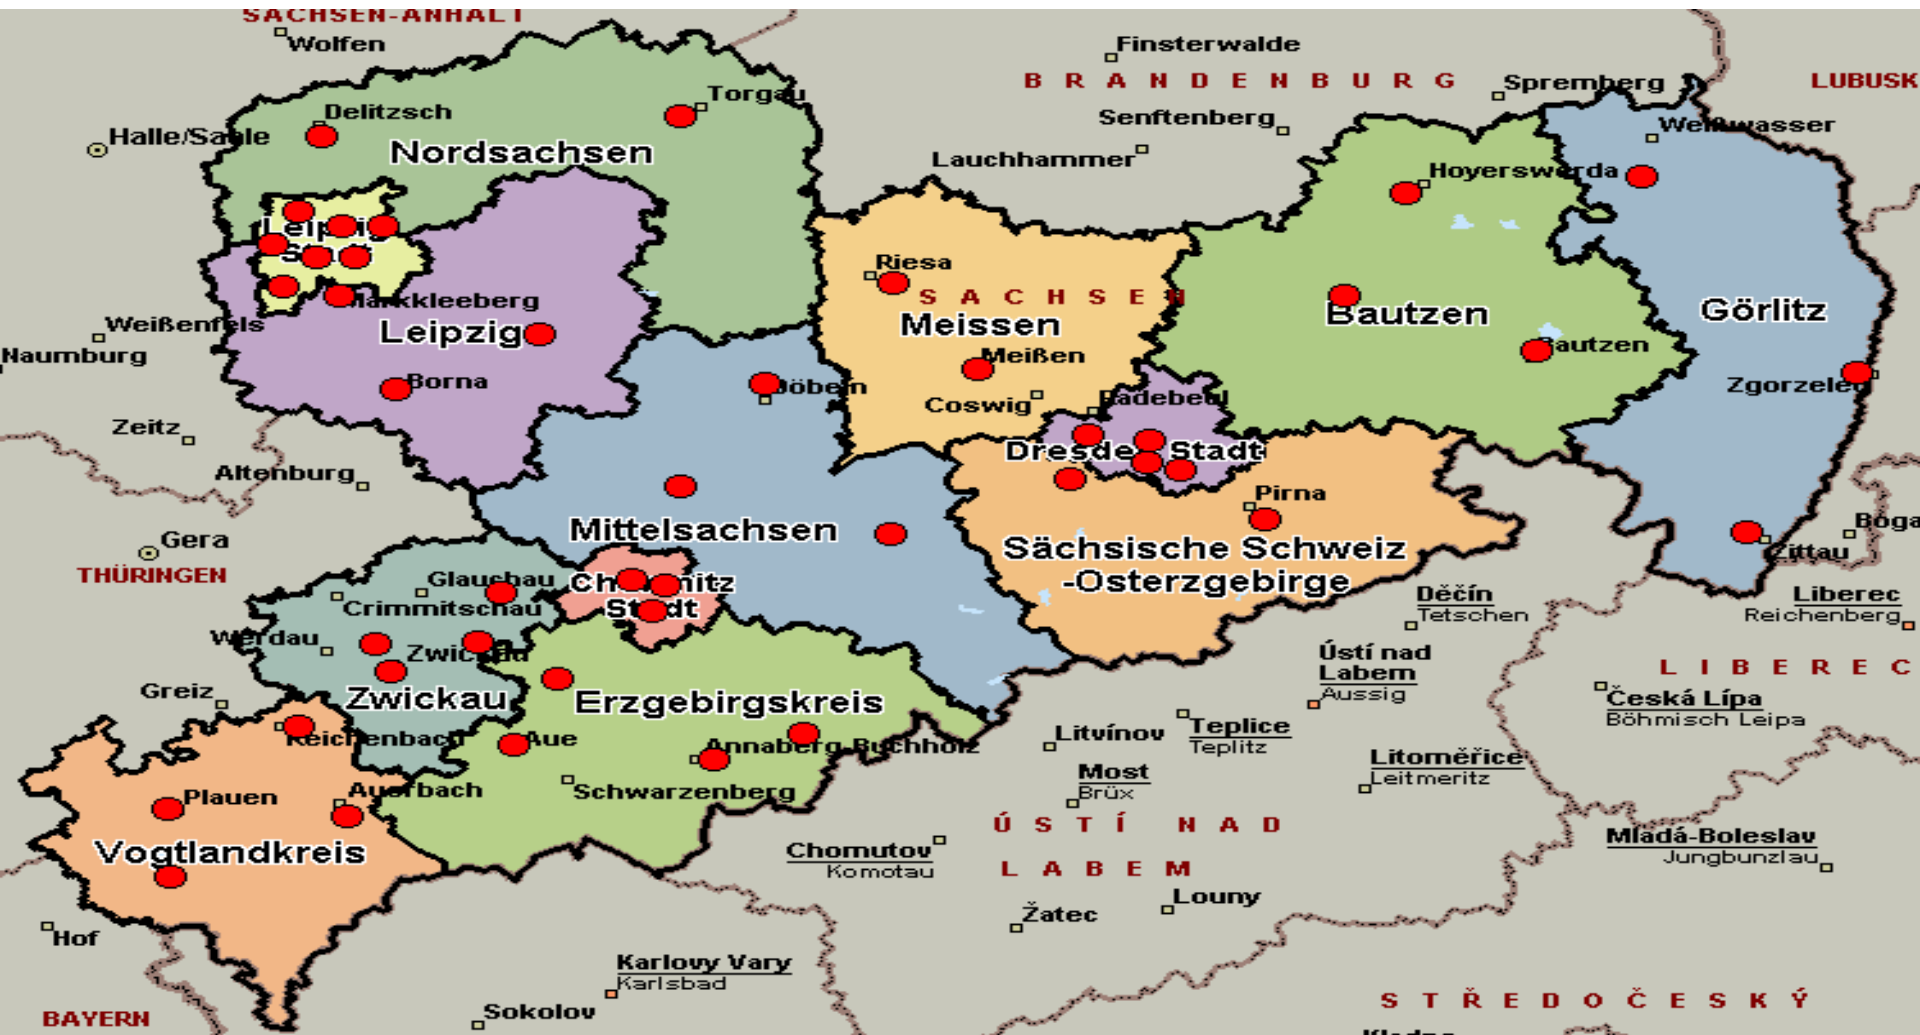 SACHSEN-ANHALT
Wolfen
Finsterwalde
BRANDENBURG
Spremberg
LUBUSK
Delitzsch
Torgau
Senftenberg
Halle/Saale
Weißwasser
Nordsachsen
Lauchhammer
Hoyerswerda
Leipzig
Stadt
Riesa
SACHSEN
Markkleeberg
Meissen
Bautzen
Görlitz
Weißenfels
Leipzig
Naumburg
Meißen
Bautzen
Borna
Döbeln
Zgorzelec
Coswig
Radebeul
Zeitz
Dresden Stadt
Altenburg
Pirna
Mittelsachsen
Boga
Gera
Sächsische Schweiz
-Osterzgebirge
Zittau
THÜRINGEN
Glauchau
Chemnitz
Stadt
Crimmitschau
Děčín
Tetschen
Liberec
Reichenberg
Werdau
Zwickau
Ústí nad
Labem
Aussig
LIBEREC
Greiz
Zwickau
Erzgebirgskreis
Česká Lípa
Böhmisch Leipa
Reichenbach
Aue
Annaberg-Buchholz
Litvínov
Teplice
Teplitz
Litoměřice
Leitmeritz
Most
Brüx
Plauen
Auerbach
Schwarzenberg
ÚSTÍ NAD
LABEM
Mladá-Boleslav
Jungbunzlau
Vogtlandkreis
Chomutov
Komotau
Louny
Žatec
Hof
Karlovy Vary
Karlsbad
STŘEDOČESKÝ
BAYERN
Sokolov